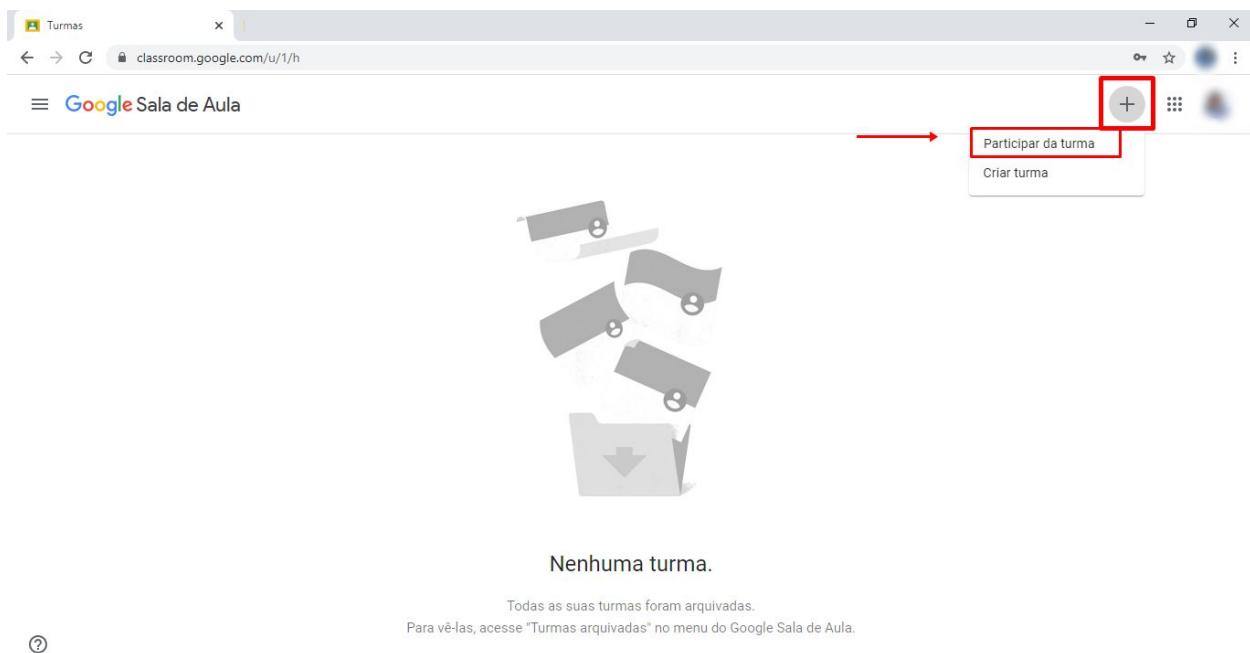 Turmas
classroom.google.com/u/1/h
Google Sala de Aula
Participar da turma
Criar turma
Nenhuma turma.
Todas as suas turmas foram arquivadas.
Para vê-las, acesse "Turmas arquivadas" no menu do Google Sala de Aula.